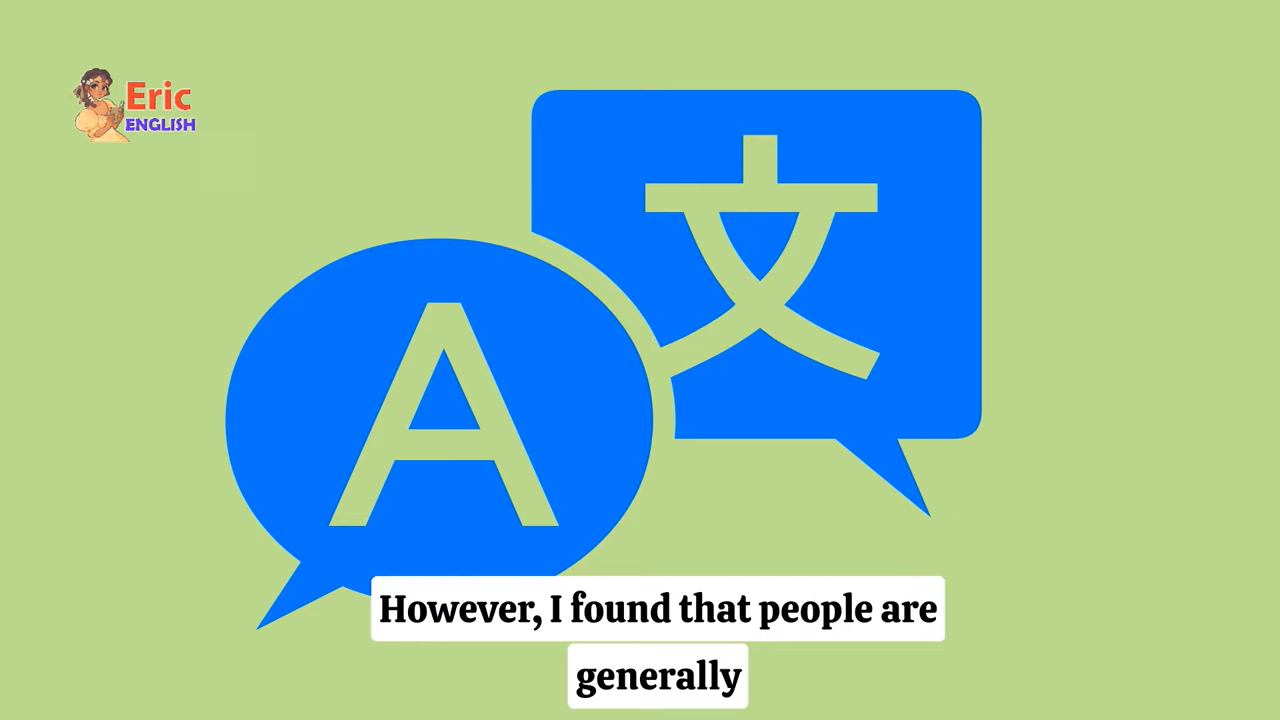 Eric
ENGLISH
文
A
However, I found that people are
generally